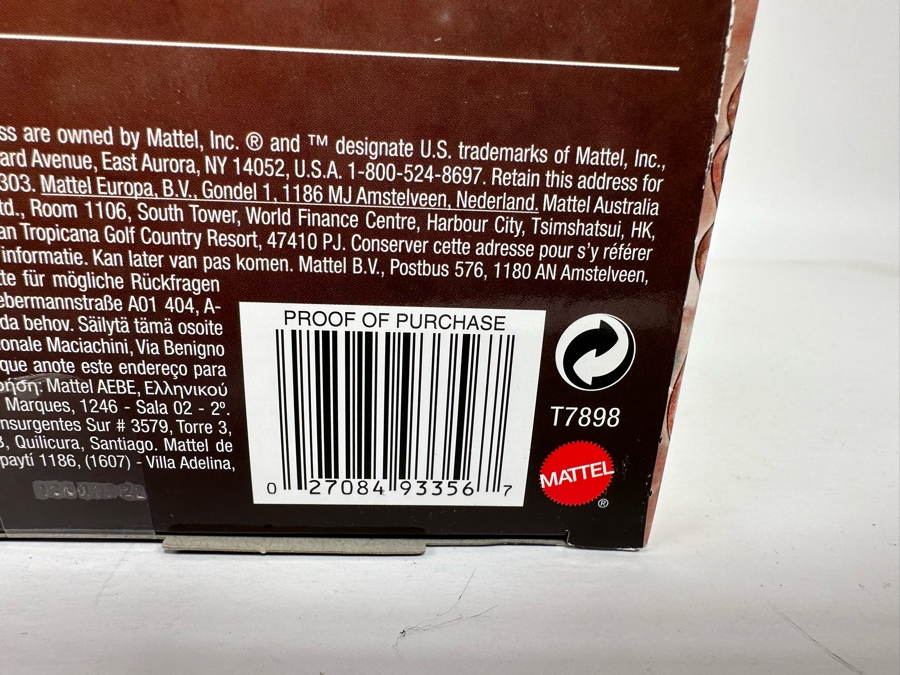 ss are owned by Mattel, Inc. ® and ™ designate U.S. trademarks of Mattel, Inc.,
ard Avenue, East Aurora, NY 14052, U.S.A. 1-800-524-8697. Retain this address for
303. Mattel Europa, B.V., Gondel 1, 1186 MJ Amstelveen, Nederland. Mattel Australia
td., Room 1106, South Tower, World Finance Centre, Harbour City, Tsimshatsui, HK,
an Tropicana Golf Country Resort, 47410 PJ. Conserver cette adresse pour s'y référer
informatie. Kan later van pas komen. Mattel B.V., Postbus 576, 1180 AN Amstelveen,
te für mögliche Rückfragen
ebermannstraße A01 404, A-
da behov. Säilytä tämä osoite
onale Maciachini, Via Benigno
que anote este endereço para
ρήση: Mattel AEBE, Ελληνικού
Marques, 1246 - Sala 02 - 2º.
nsurgentes Sur # 3579, Torre 3,
3, Quilicura, Santiago. Mattel de
payti 1186, (1607) - Villa Adelina,
PROOF OF PURCHASE
0 27084 93356 7
T7898
MATTEL
®